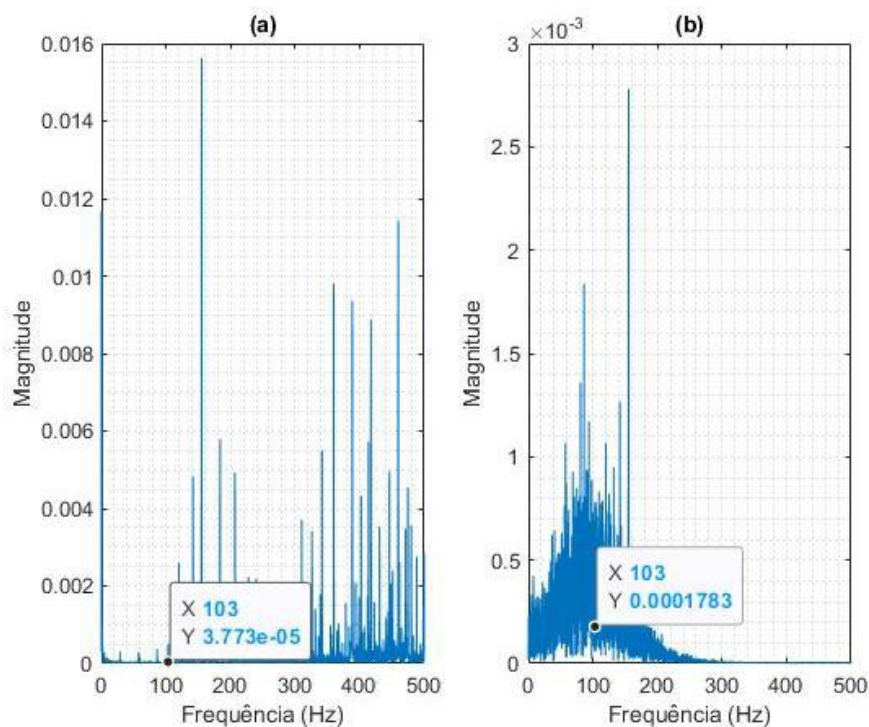 (a)
0.016
0.014
0.012
0.01
0.008
0.006
0.004
0.002
0
Magnitude
X 103
Y 3.773e-05
0 100 200 300 400 500
Frequência (Hz)
(b)
×10-3
3
2.5
2
1.5
1
0.5
0
Magnitude
X 103
Y 0.0001783
0 100 200 300 400 500
Frequência (Hz)